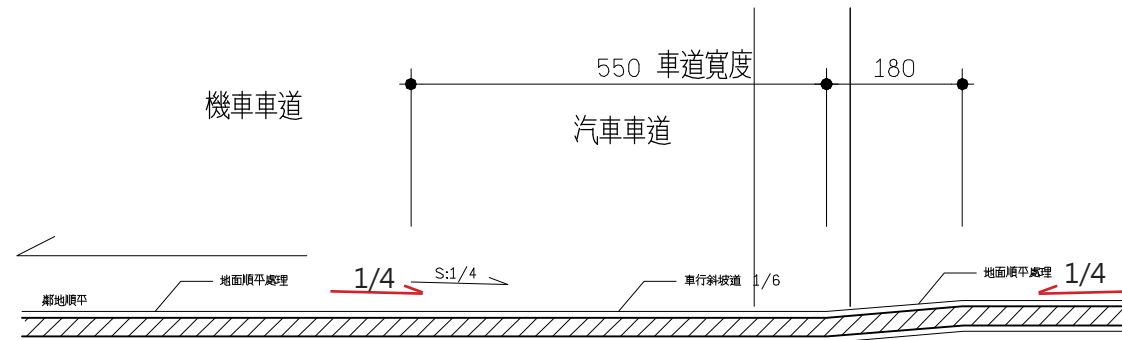 550 車道寬度 180
機車車道
汽車車道
地面順平處理 1/4 S:1/4 車行斜坡道 1/6 地面順平處理 1/4
鄰地順平